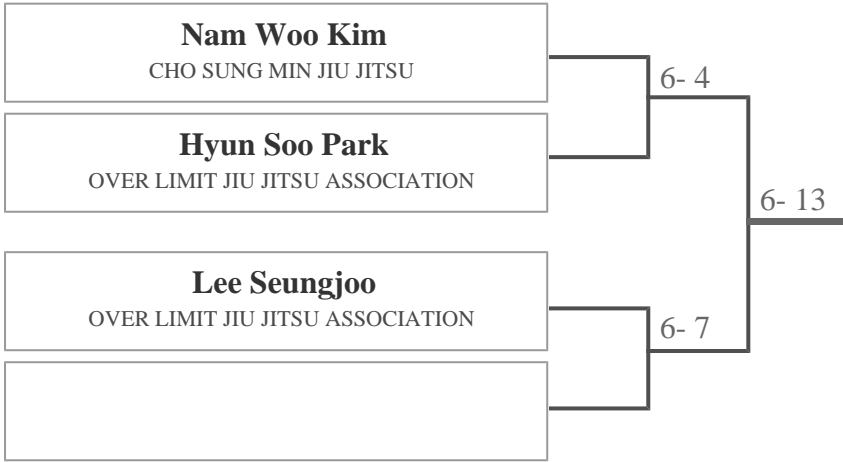 Nam Woo Kim
CHO SUNG MIN JIU JITSU
6- 4
Hyun Soo Park
OVER LIMIT JIU JITSU ASSOCIATION
6- 13
Lee Seungjoo
OVER LIMIT JIU JITSU ASSOCIATION
6- 7